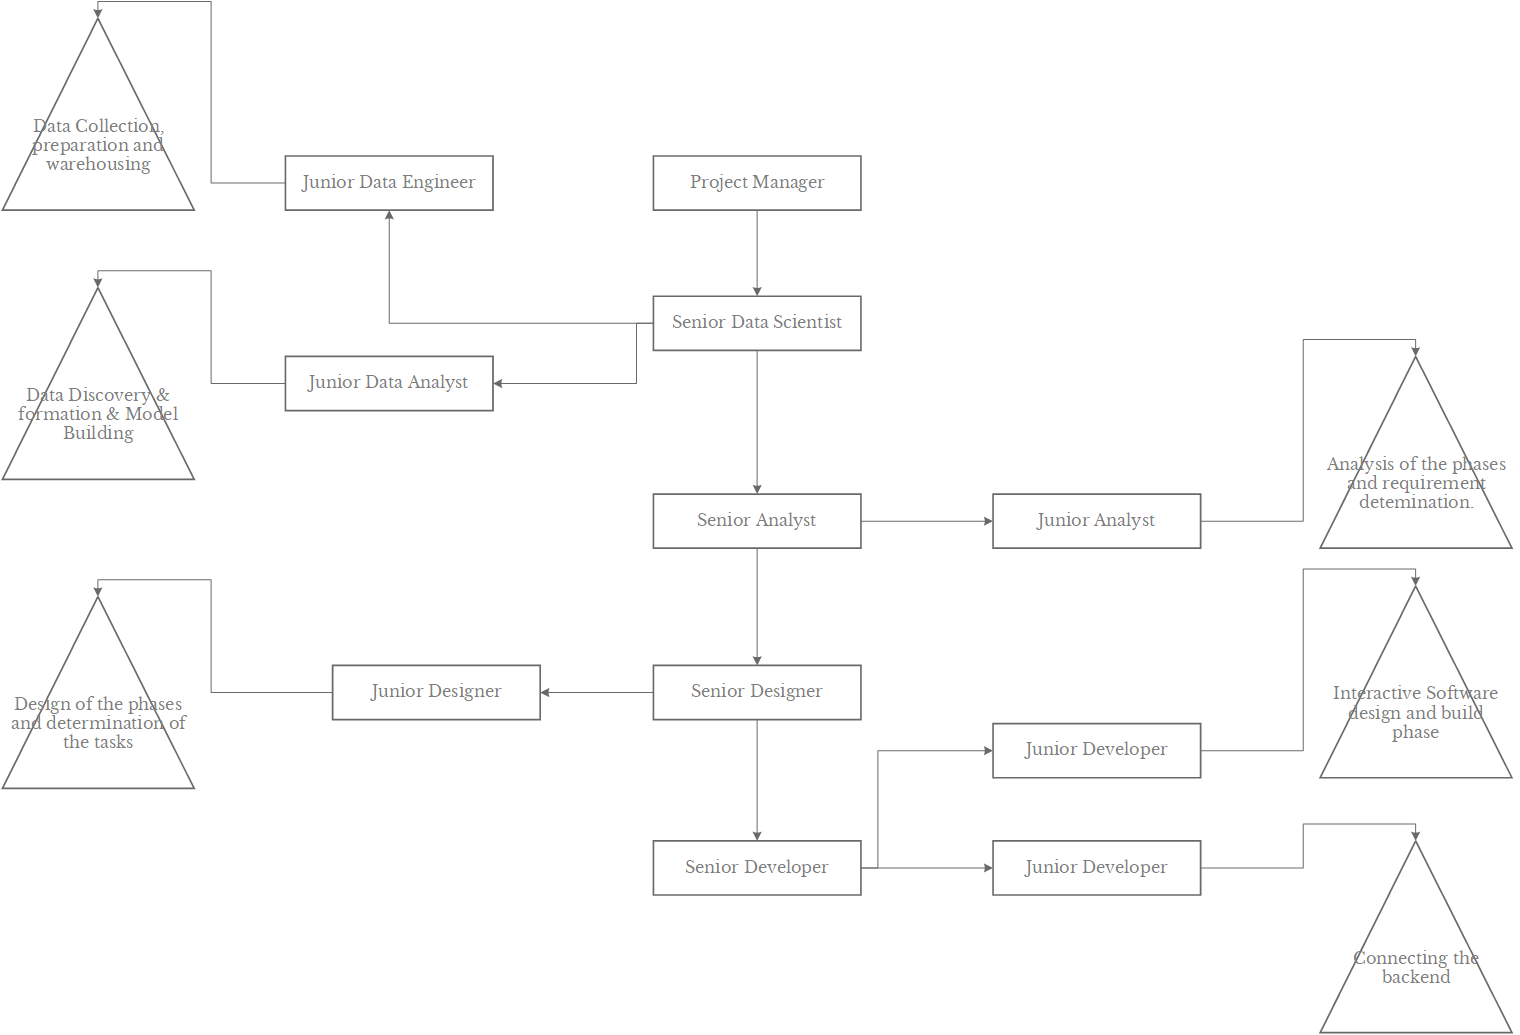 Data Collection,
preparation and
warehousing
Junior Data Engineer
Project Manager
Senior Data Scientist
Junior Data Analyst
Data Discovery &
formation & Model
Building
Analysis of the phases
and requirement
detemination.
Senior Analyst
Junior Analyst
Design of the phases
and determination of
the tasks
Junior Designer
Senior Designer
Interactive Software
design and build
phase
Junior Developer
Senior Developer
Junior Developer
Connecting the
backend